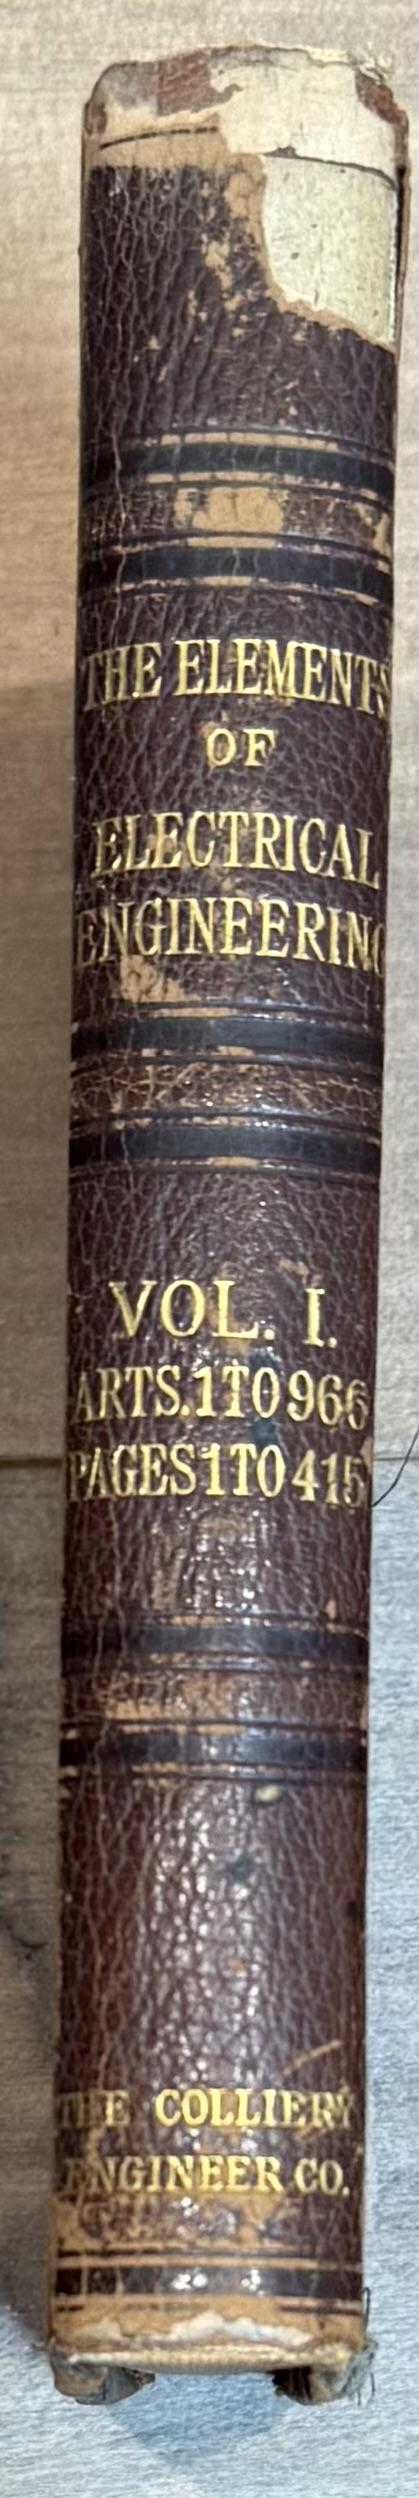 THE ELEMENTS
OF
ELECTRICAL
ENGINEERING
VOL. I.
ARTS. 1 TO 966
PAGES 1 TO 415
THE COLLIERY
ENGINEER CO.